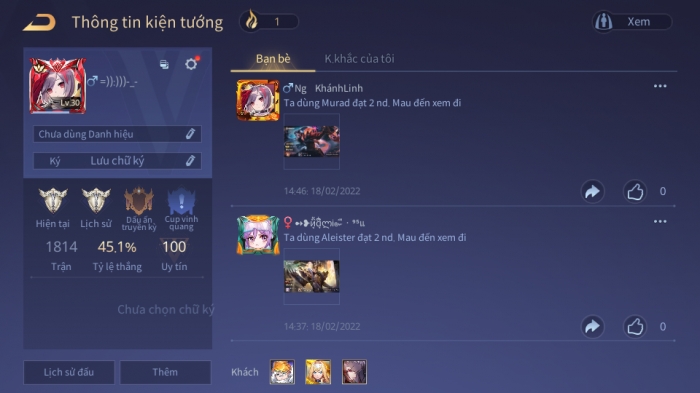 Thông tin kiện tướng
1
Xem
=)}:)))-_-
Lv.30
Chưa dùng Danh hiệu
Ký Lưu chữ ký
Hiện tại
Lịch sử
Dấu ấn truyền kỳ
Cup vinh quang
1814
45.1%
100
Trận
Tỷ lệ thắng
Uy tín
Chưa chọn chữ ký
Lịch sử đấu
Thêm
Bạn bè
K.khắc của tôi
Ng KhánhLinh
Ta dùng Murad đạt 2 nd. Mau đến xem đi
14:46: 18/02/2022
0
Ta dùng Aleister đạt 2 nd. Mau đến xem đi
14:37 18/02/2022
0
Khách